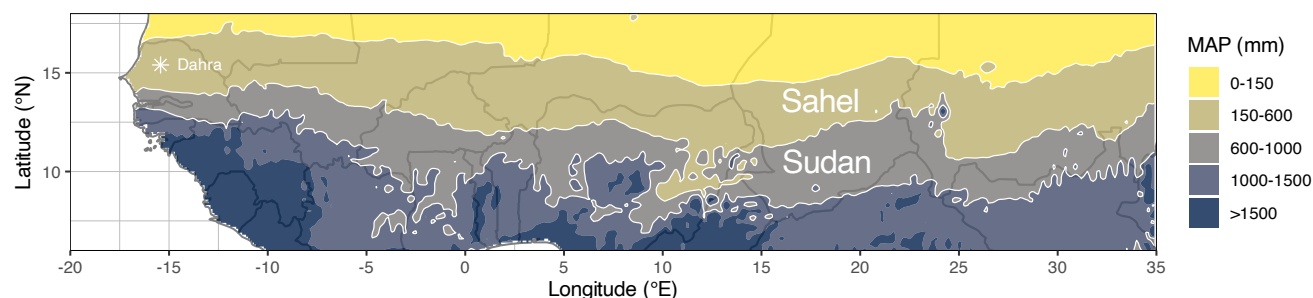 MAP (mm)
0-150
150-600
600-1000
1000-1500
>1500
Dahra
Sahel
Sudan
Latitude (°N)
15
10
-20 -15 -10 -5 0 5 10 15 20 25 30 35
Longitude (°E)